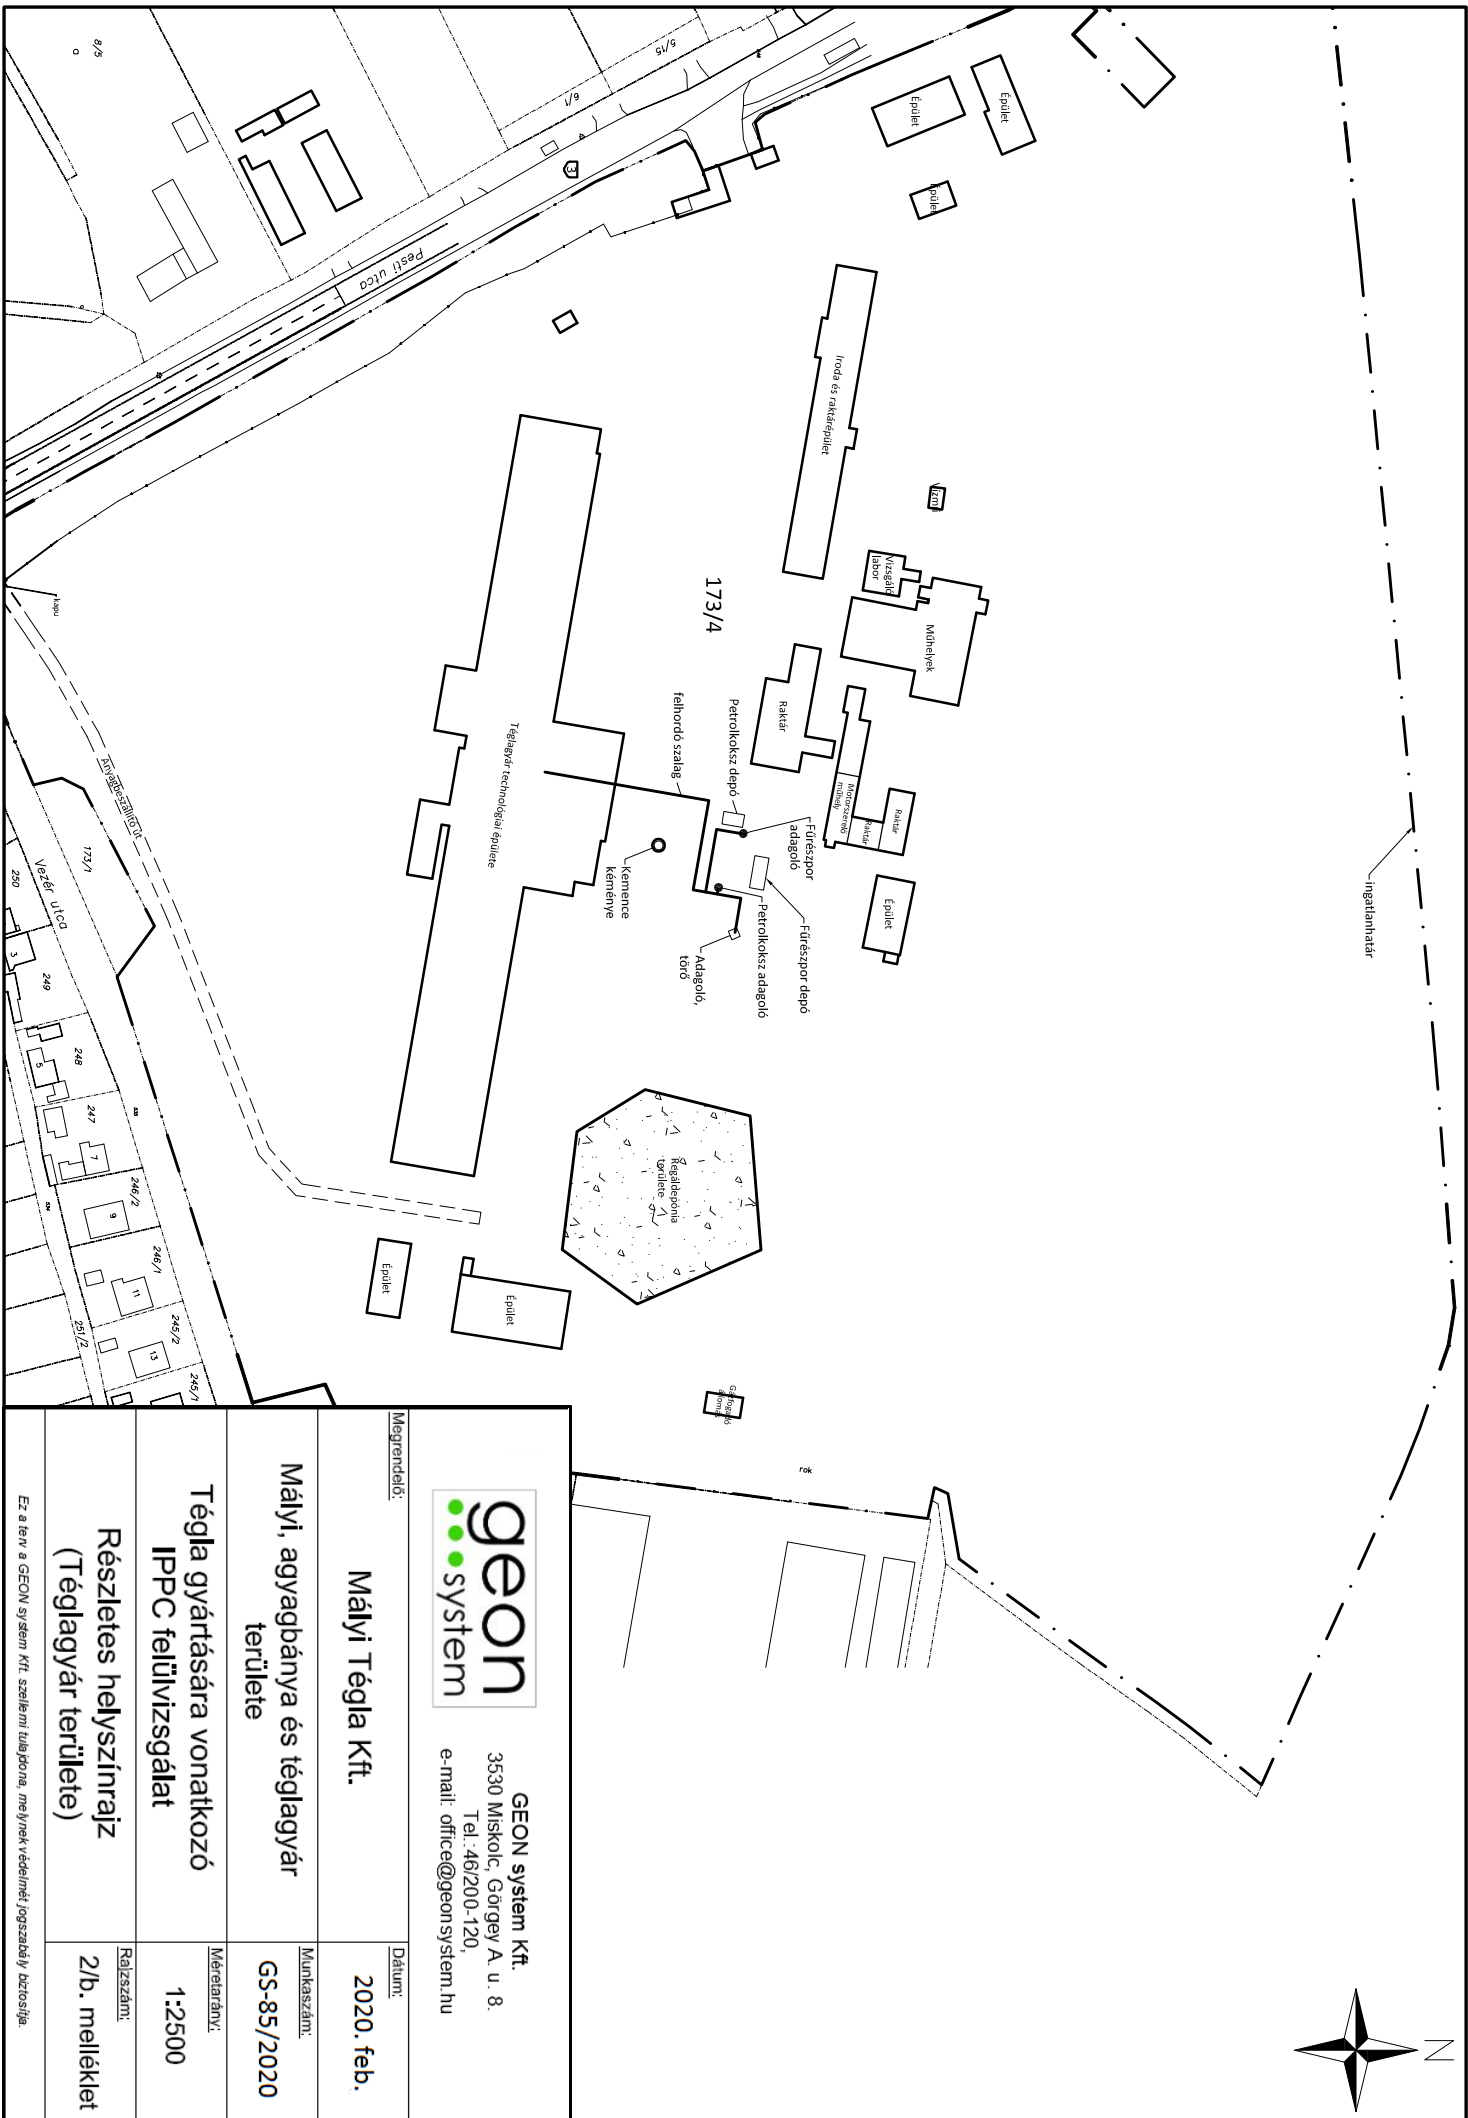 N
ingatlanhatár
Épület
Épület
Épület
Iroda és raktárépület
Vizsgáló
labor
Műhelyek
Raktár
Motorszerelő
műhely
Raktár
Raktár
Épület
173/4
felhordó szalag
Petrolkoksz depó
Fűrészpor
adagoló
Fűrészpor depó
Petrolkoksz adagoló
Adagoló,
törő
Kemence
kéménye
Téglagyár technológiai épülete
Regáldepónia
területe
Épület
Épület
rok
8/5
5/15
6/1
3
Pesti utca
kapu
Anyagbeszállító út
173/1
Vezér utca
250
249
248
247
246/2
246/1
245/2
245/1
251/2
3
5
7
9
11
13
geon
system
GEON system Kft.
3530 Miskolc, Görgey A. u. 8.
Tel.:46/200-120,
e-mail: office@geonsystem.hu
Megrendelő:
Mályi Tégla Kft.
Dátum:
2020. feb.
Mályi, agyagbánya és téglagyár
területe
Munkaszám:
GS-85/2020
Tégla gyártására vonatkozó
IPPC felülvizsgálat
Méretarány:
1:2500
Részletes helyszínrajz
(Téglagyár területe)
Rajzszám:
2/b. melléklet
Ez a terv a GEON system Kft. szellemi tulajdona, melynek védelmét jogszabály biztosítja.